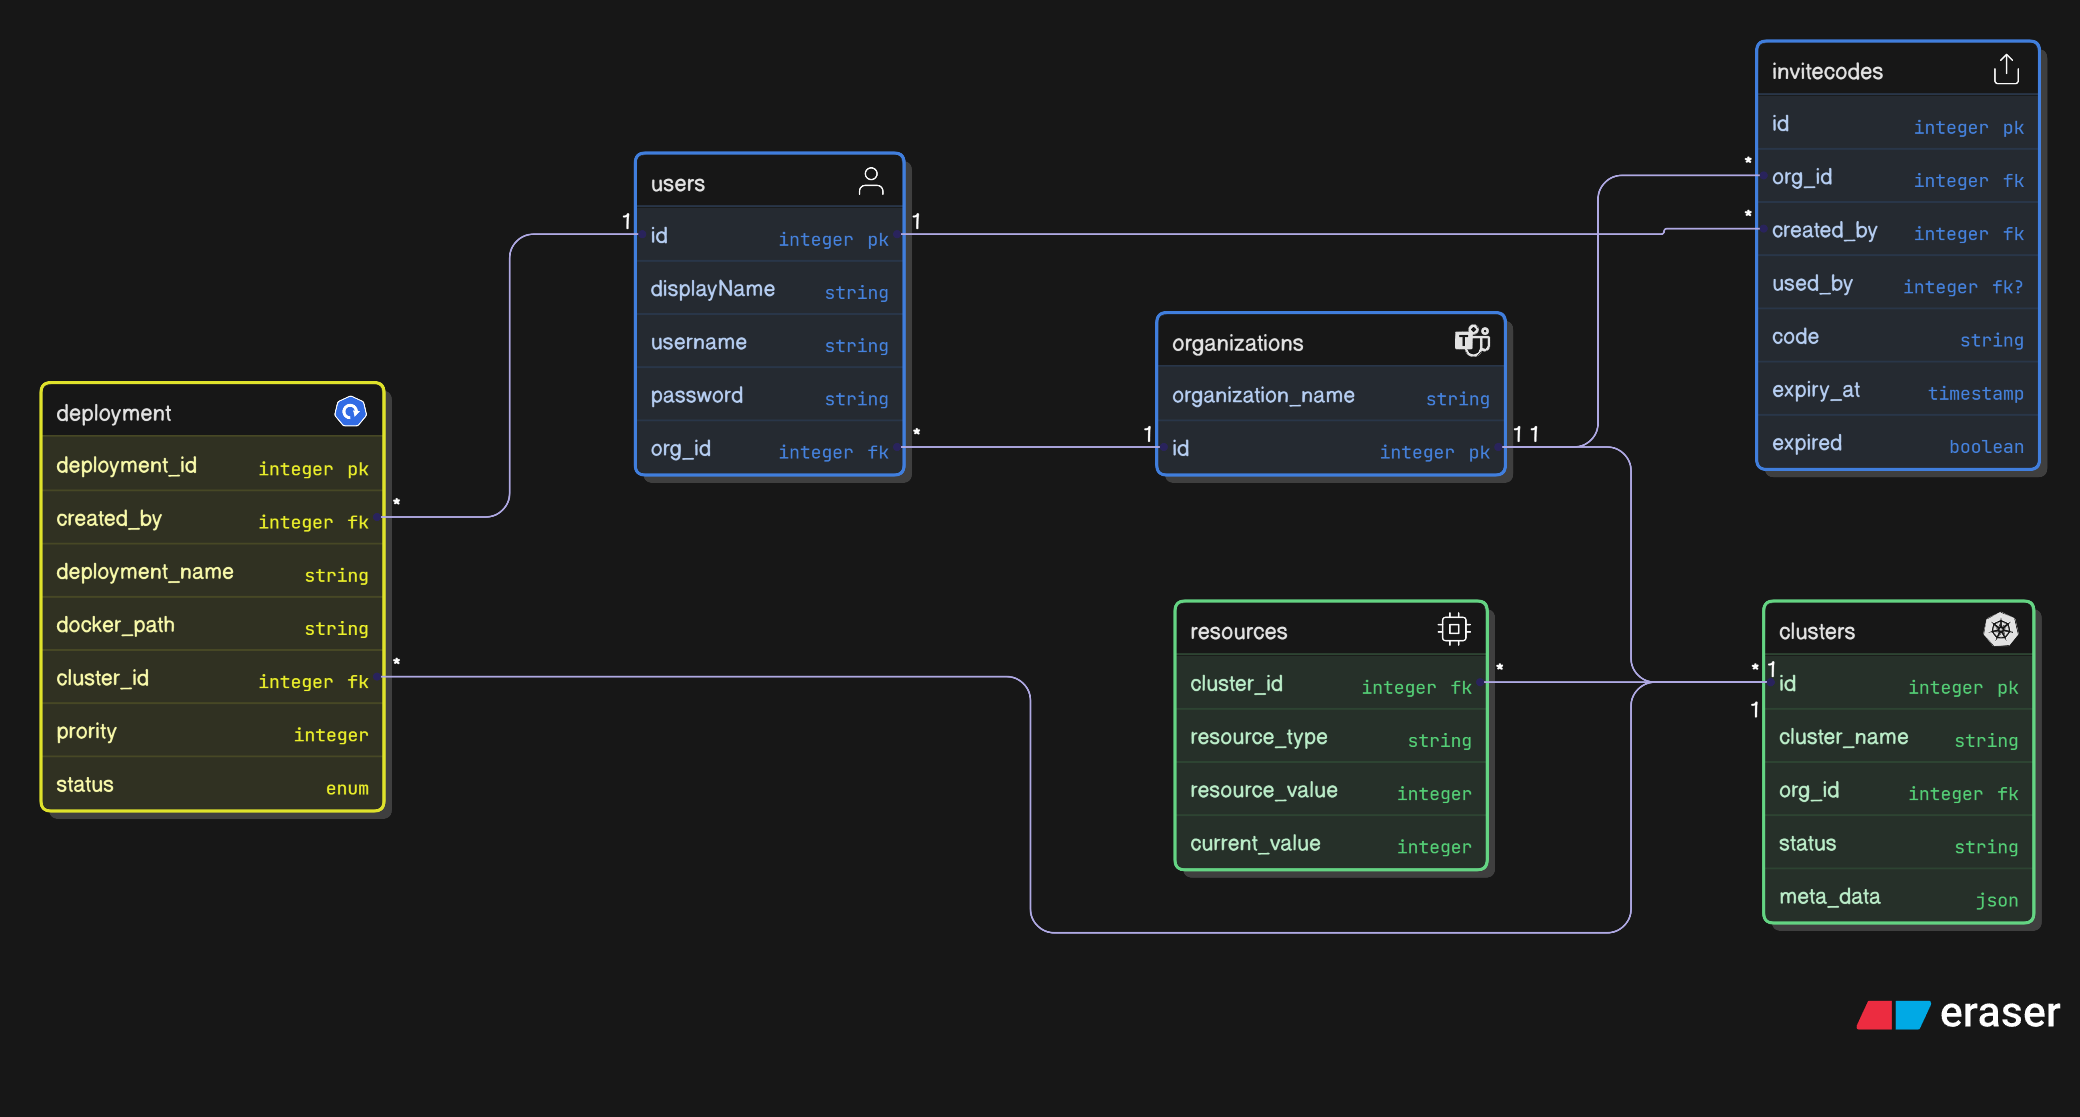 invitecodes
id integer pk
* org_id integer fk
* created_by integer fk
used_by integer fk?
code string
expiry_at timestamp
expired boolean
users
1 id integer pk 1
displayName string
username string
password string
org_id integer fk *
organizations
organization_name string
1 id integer pk 1 1
deployment
deployment_id integer pk
created_by integer fk *
deployment_name string
docker_path string
cluster_id integer fk *
prority integer
status enum
resources
cluster_id integer fk *
resource_type string
resource_value integer
current_value integer
clusters
* 1 id integer pk
1
cluster_name string
org_id integer fk
status string
meta_data json
eraser